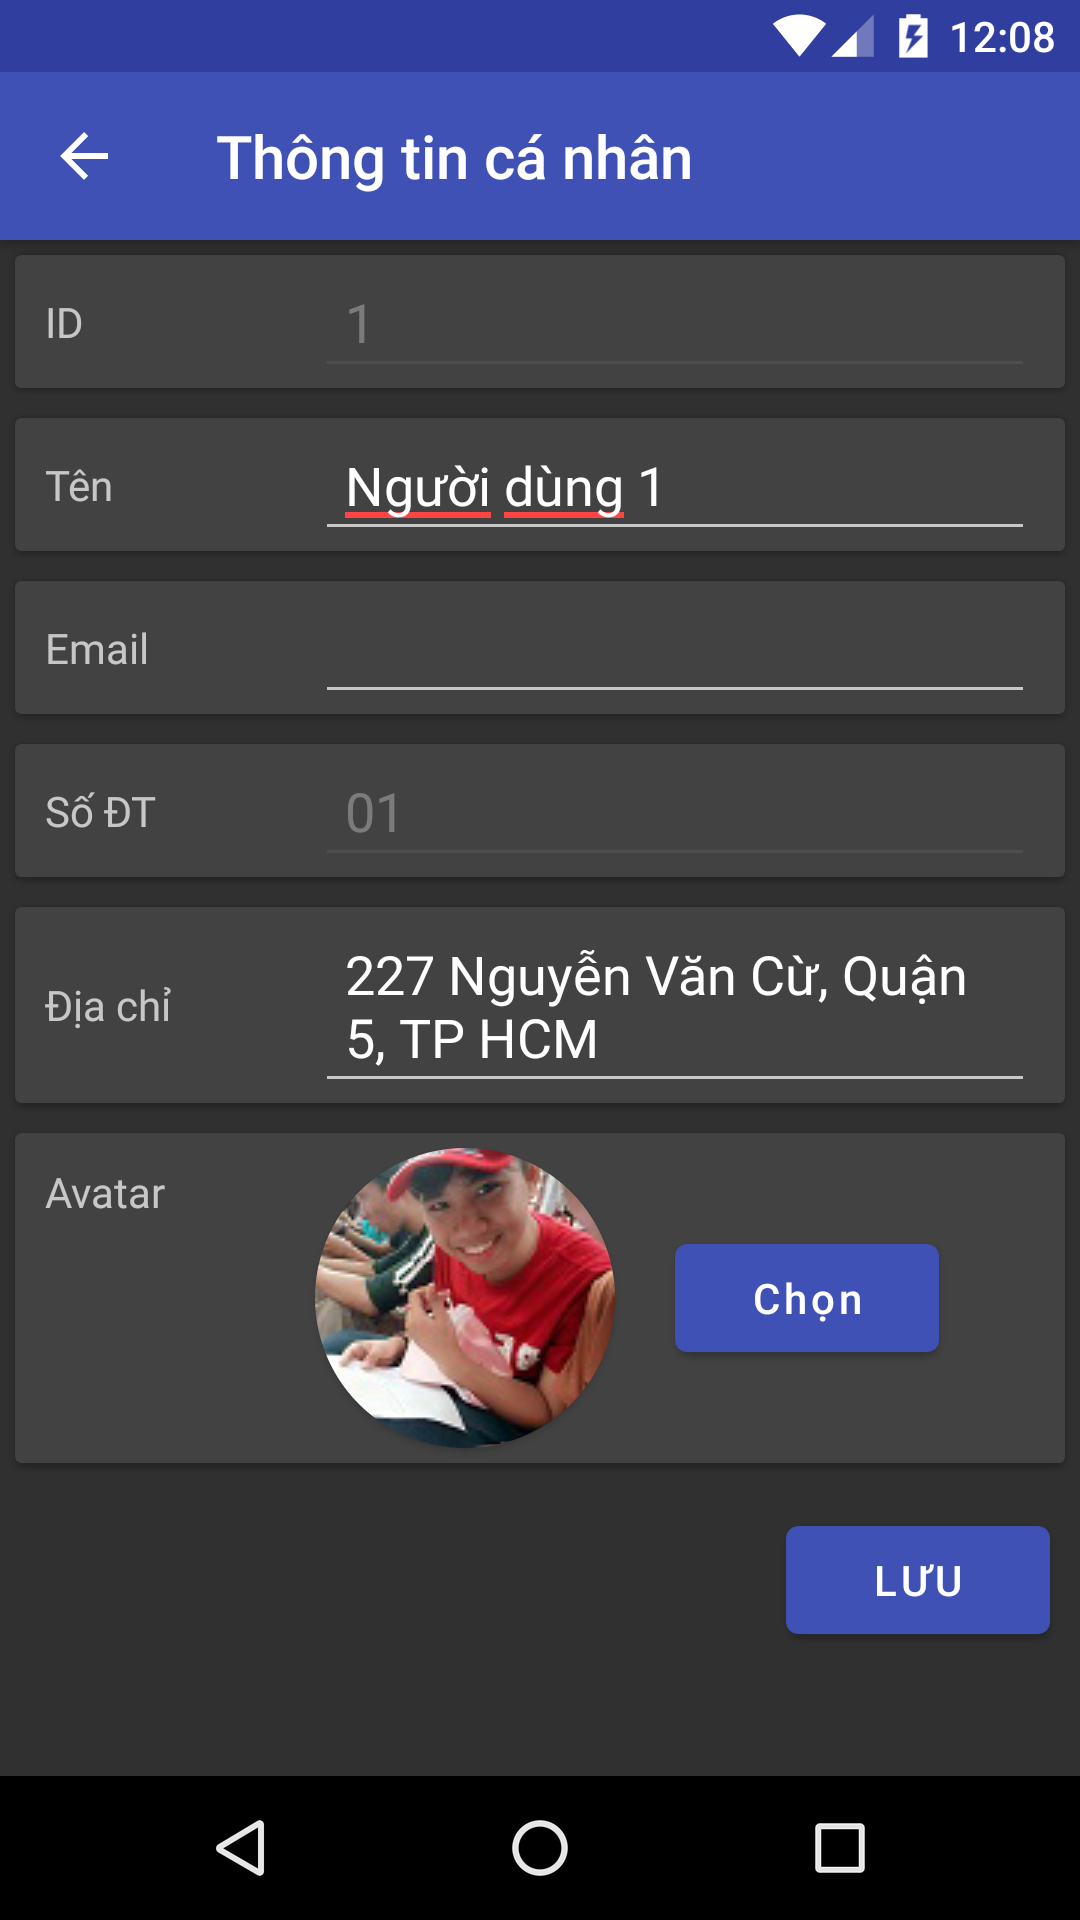 12:08
Thông tin cá nhân
ID
1
Tên
Người dùng 1
Email
Số ĐT
01
Địa chỉ
227 Nguyễn Văn Cừ, Quận
5, TP HCM
Avatar
Chọn
LƯU